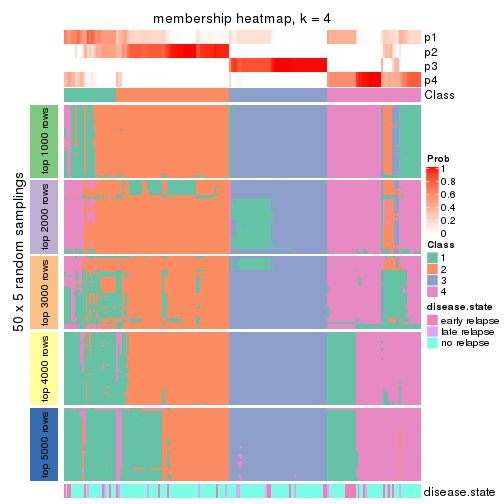 membership heatmap, k = 4
p1
p2
p3
p4
Class
50 x 5 random samplings
top 1000 rows
top 2000 rows
top 3000 rows
top 4000 rows
top 5000 rows
disease.state
Prob
1
0.8
0.6
0.4
0.2
0
Class
1
2
3
4
disease.state
early relapse
late relapse
no relapse